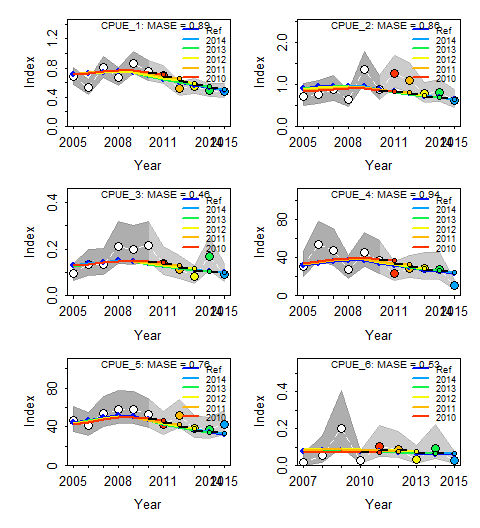 CPUE_1: MASE = 0.89
Index
0.0 0.4 0.8 1.2
Ref
2014
2013
2012
2011
2010
2005 2008 2011 2014 2015
Year
CPUE_2: MASE = 0.86
Index
0.0 1.0 2.0
Ref
2014
2013
2012
2011
2010
2005 2008 2011 2014 2015
Year
CPUE_3: MASE = 0.46
Index
0.0 0.2 0.4
Ref
2014
2013
2012
2011
2010
2005 2008 2011 2014 2015
Year
CPUE_4: MASE = 0.94
Index
0 40 80
Ref
2014
2013
2012
2011
2010
2005 2008 2011 2014 2015
Year
CPUE_5: MASE = 0.76
Index
0 40 80
Ref
2014
2013
2012
2011
2010
2005 2008 2011 2014 2015
Year
CPUE_6: MASE = 0.53
Index
0.0 0.2 0.4
Ref
2014
2013
2012
2011
2010
2007 2010 2013 2015
Year